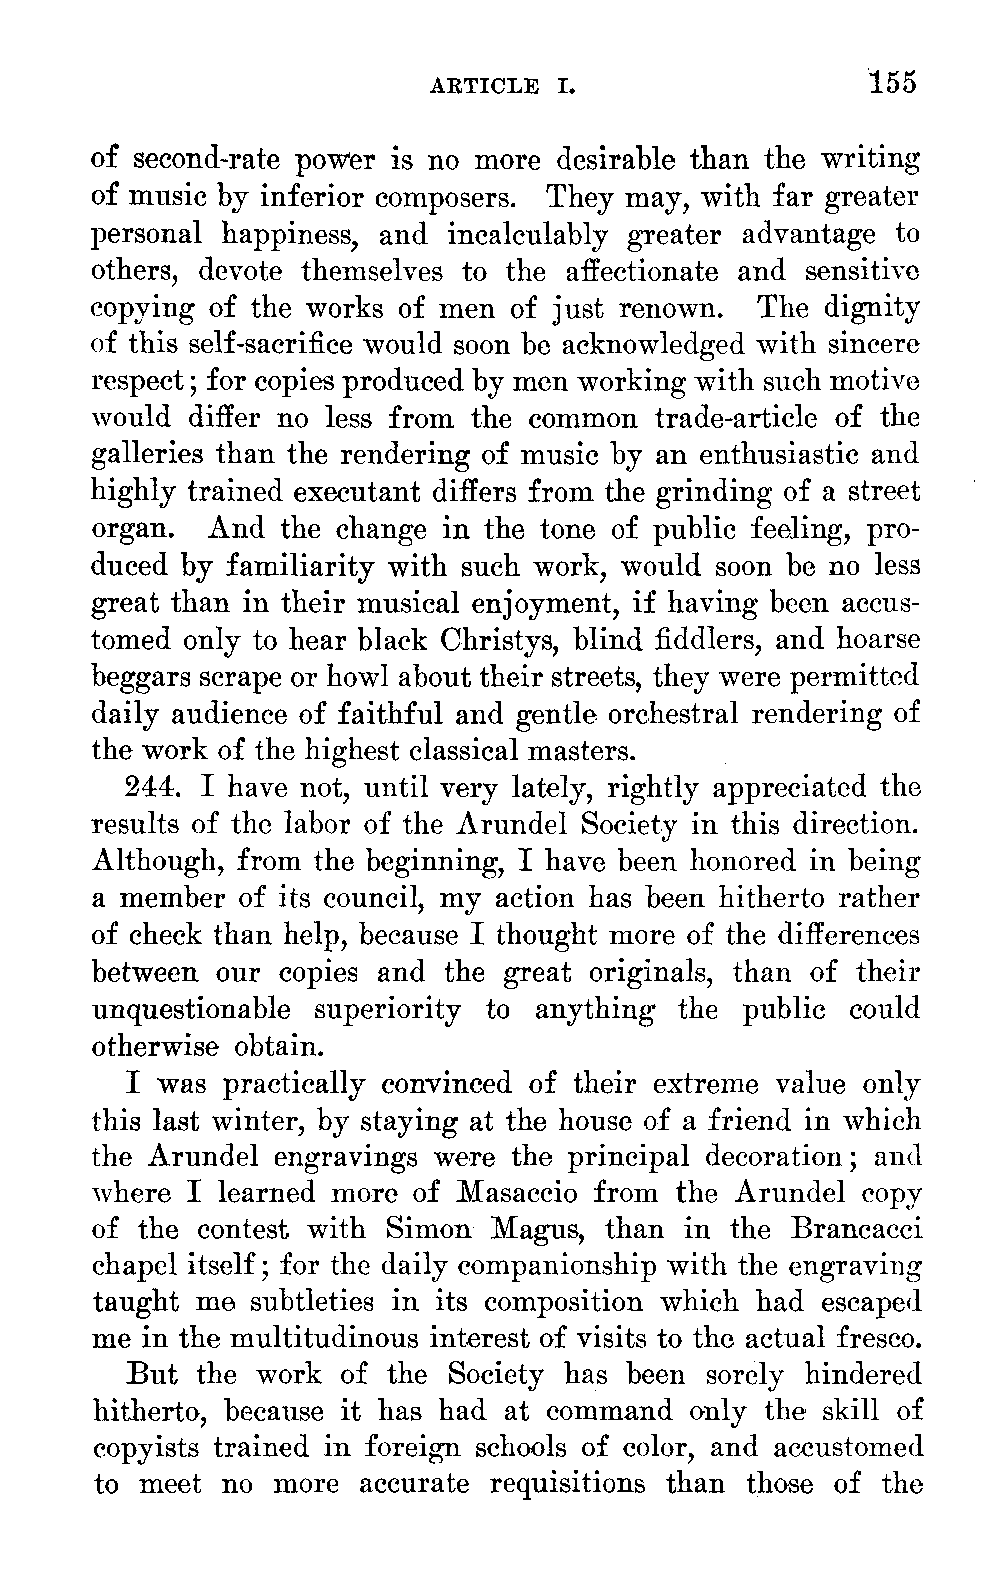 ARTICLE I. 155
of second-rate power is no more desirable than the writing
of music by inferior composers. They may, with far greater
personal happiness, and incalculably greater advantage to
others, devote themselves to the affectionate and sensitive
copying of the works of men of just renown. The dignity
of this self-sacrifice would soon be acknowledged with sincere
respect; for copies produced by men working with such motive
would differ no less from the common trade-article of the
galleries than the rendering of music by an enthusiastic and
highly trained executant differs from the grinding of a street
organ. And the change in the tone of public feeling, pro-
duced by familiarity with such work, would soon be no less
great than in their musical enjoyment, if having been accus-
tomed only to hear black Christys, blind fiddlers, and hoarse
beggars scrape or howl about their streets, they were permitted
daily audience of faithful and gentle orchestral rendering of
the work of the highest classical masters.
244. I have not, until very lately, rightly appreciated the
results of the labor of the Arundel Society in this direction.
Although, from the beginning, I have been honored in being
a member of its council, my action has been hitherto rather
of check than help, because I thought more of the differences
between our copies and the great originals, than of their
unquestionable superiority to anything the public could
otherwise obtain.
I was practically convinced of their extreme value only
this last winter, by staying at the house of a friend in which
the Arundel engravings were the principal decoration; and
where I learned more of Masaccio from the Arundel copy
of the contest with Simon Magus, than in the Brancacci
chapel itself; for the daily companionship with the engraving
taught me subtleties in its composition which had escaped
me in the multitudinous interest of visits to the actual fresco.
But the work of the Society has been sorely hindered
hitherto, because it has had at command only the skill of
copyists trained in foreign schools of color, and accustomed
to meet no more accurate requisitions than those of the